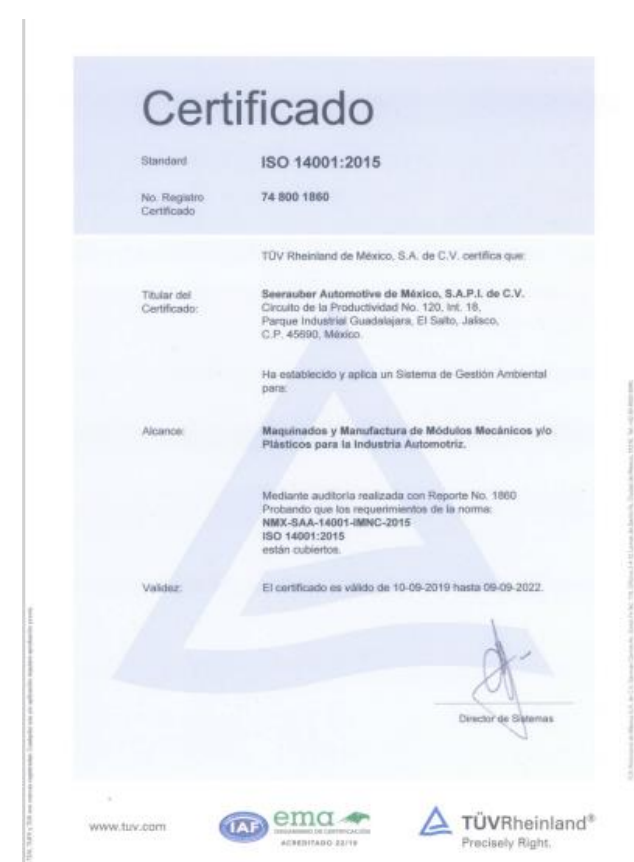 Certificado
Standard ISO 14001:2015
No. Registro 74 800 1860
Certificado
TÜV Rheinland de México, S.A. de C.V. certifica que:
Titular del Seerauber Automotive de México, S.A.P.I. de C.V.
Certificado: Circuito de la Productividad No. 120, Int. 18,
Parque Industrial Guadalajara, El Salto, Jalisco,
C.P. 45690, México.
Ha establecido y aplica un Sistema de Gestión Ambiental
para:
Alcance: Maquinados y Manufactura de Módulos Mecánicos y/o
Plásticos para la Industria Automotriz.
Mediante auditoría realizada con Reporte No. 1860
Probando que los requerimientos de la norma:
NMX-SAA-14001-IMNC-2015
ISO 14001:2015
están cubiertos.
Validez: El certificado es válido de 10-09-2019 hasta 09-09-2022.
Director de Sistemas
www.tuv.com
IAF
ema
ORGANISMO DE CERTIFICACIÓN
ACREDITADO 22/10
TÜVRheinland®
Precisely Right.